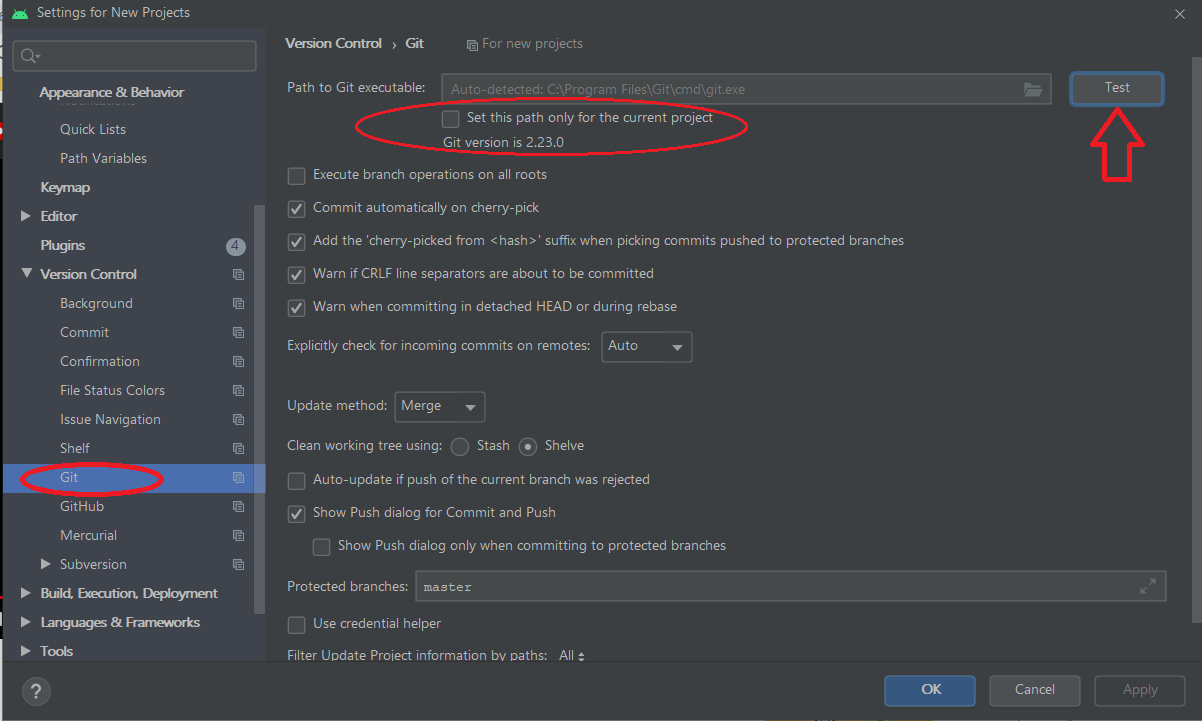 Settings for New Projects
Appearance & Behavior
Notifications
Quick Lists
Path Variables
Keymap
Editor
Plugins 4
Version Control
Background
Commit
Confirmation
File Status Colors
Issue Navigation
Shelf
Git
GitHub
Mercurial
Subversion
Build, Execution, Deployment
Languages & Frameworks
Tools
?
Version Control › Git For new projects
Path to Git executable: Auto-detected: C:\Program Files\Git\cmd\git.exe Test
Set this path only for the current project
Git version is 2.23.0
Execute branch operations on all roots
Commit automatically on cherry-pick
Add the 'cherry-picked from <hash>' suffix when picking commits pushed to protected branches
Warn if CRLF line separators are about to be committed
Warn when committing in detached HEAD or during rebase
Explicitly check for incoming commits on remotes: Auto
Update method: Merge
Clean working tree using: Stash Shelve
Auto-update if push of the current branch was rejected
Show Push dialog for Commit and Push
Show Push dialog only when committing to protected branches
Protected branches: master
Use credential helper
Filter Update Project information by paths: All
OK Cancel Apply